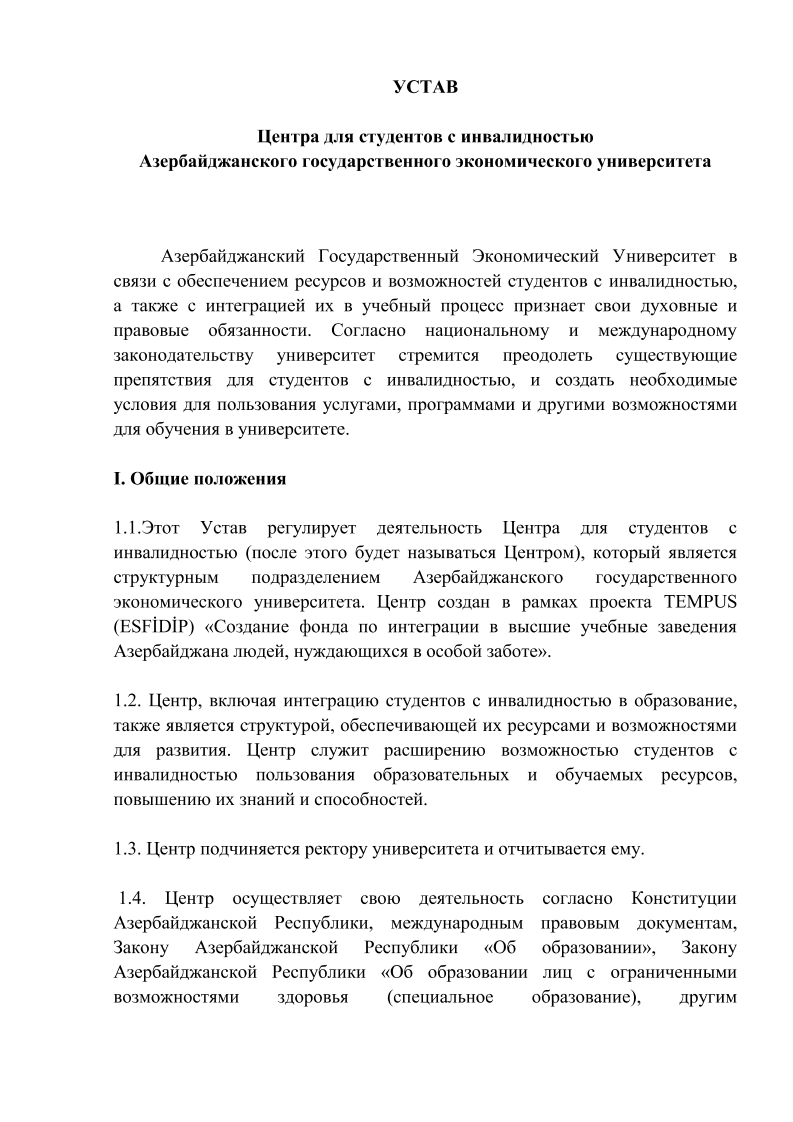 УСТАВ
Центра для студентов с инвалидностью
Азербайджанского государственного экономического университета
Азербайджанский Государственный Экономический Университет в
связи с обеспечением ресурсов и возможностей студентов с инвалидностью,
а также с интеграцией их в учебный процесс признает свои духовные и
правовые обязанности. Согласно национальному и международному
законодательству университет стремится преодолеть существующие
препятствия для студентов с инвалидностью, и создать необходимые
условия для пользования услугами, программами и другими возможностями
для обучения в университете.
I. Общие положения
1.1.Этот Устав регулирует деятельность Центра для студентов с
инвалидностью (после этого будет называться Центром), который является
структурным подразделением Азербайджанского государственного
экономического университета. Центр создан в рамках проекта TEMPUS
(ESFİDİP) «Создание фонда по интеграции в высшие учебные заведения
Азербайджана людей, нуждающихся в особой заботе».
1.2. Центр, включая интеграцию студентов с инвалидностью в образование,
также является структурой, обеспечивающей их ресурсами и возможностями
для развития. Центр служит расширению возможностью студентов с
инвалидностью пользования образовательных и обучаемых ресурсов,
повышению их знаний и способностей.
1.3. Центр подчиняется ректору университета и отчитывается ему.
1.4. Центр осуществляет свою деятельность согласно Конституции
Азербайджанской Республики, международным правовым документам,
Закону Азербайджанской Республики «Об образовании», Закону
Азербайджанской Республики «Об образовании лиц с ограниченными
возможностями здоровья (специальное образование), другим